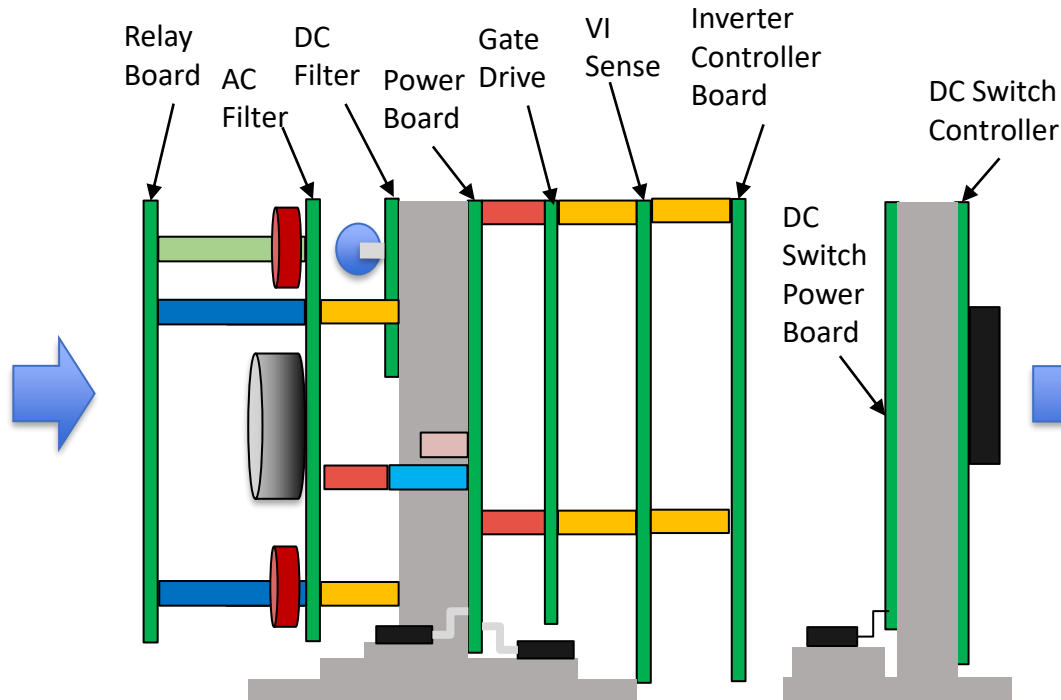 Relay
Board
AC
Filter
DC
Filter
Power
Board
Gate
Drive
VI
Sense
Inverter
Controller
Board
DC
Switch
Power
Board
DC Switch
Controller